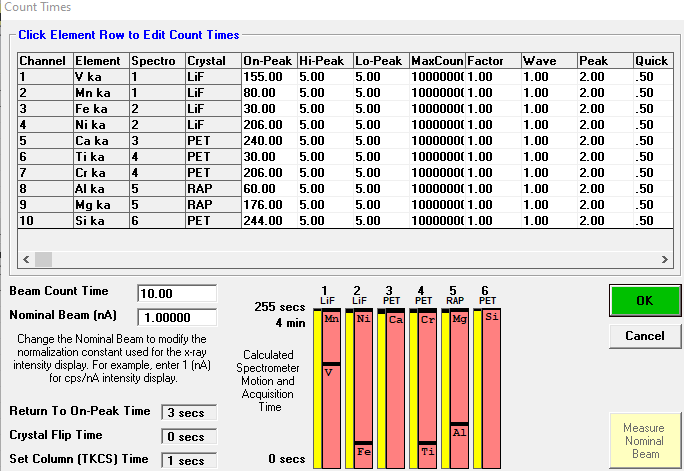 Count Times
Click Element Row to Edit Count Times
Channel Element Spectro Crystal On-Peak Hi-Peak Lo-Peak MaxCoun Factor Wave Peak Quick
1 V ka 1 LiF 155.00 5.00 5.00 1000000( 1.00 1.00 2.00 .50
2 Mn ka 1 LiF 80.00 5.00 5.00 1000000( 1.00 1.00 2.00 .50
3 Fe ka 2 LiF 30.00 5.00 5.00 1000000( 1.00 1.00 2.00 .50
4 Ni ka 2 LiF 206.00 5.00 5.00 1000000( 1.00 1.00 2.00 .50
5 Ca ka 3 PET 240.00 5.00 5.00 1000000( 1.00 1.00 2.00 .50
6 Ti ka 4 PET 30.00 5.00 5.00 1000000( 1.00 1.00 2.00 .50
7 Cr ka 4 PET 206.00 5.00 5.00 1000000( 1.00 1.00 2.00 .50
8 Al ka 5 RAP 60.00 5.00 5.00 1000000( 1.00 1.00 2.00 .50
9 Mg ka 5 RAP 176.00 5.00 5.00 1000000( 1.00 1.00 2.00 .50
10 Si ka 6 PET 244.00 5.00 5.00 1000000( 1.00 1.00 2.00 .50
Beam Count Time 10.00
Nominal Beam (nA) 1.00000
Change the Nominal Beam to modify the
normalization constant used for the x-ray
intensity display. For example, enter 1 (nA)
for cps/nA intensity display.
Return To On-Peak Time 3 secs
Crystal Flip Time 0 secs
Set Column (TKCS) Time 1 secs
1 2 3 4 5 6
LiF LiF PET PET RAP PET
255 secs
4 min
Calculated
Spectrometer
Motion and
Acquisition
Time
0 secs
Mn Ni Ca Cr Mg Si
V
Al
Fe Ti
OK
Cancel
Measure
Nominal
Beam